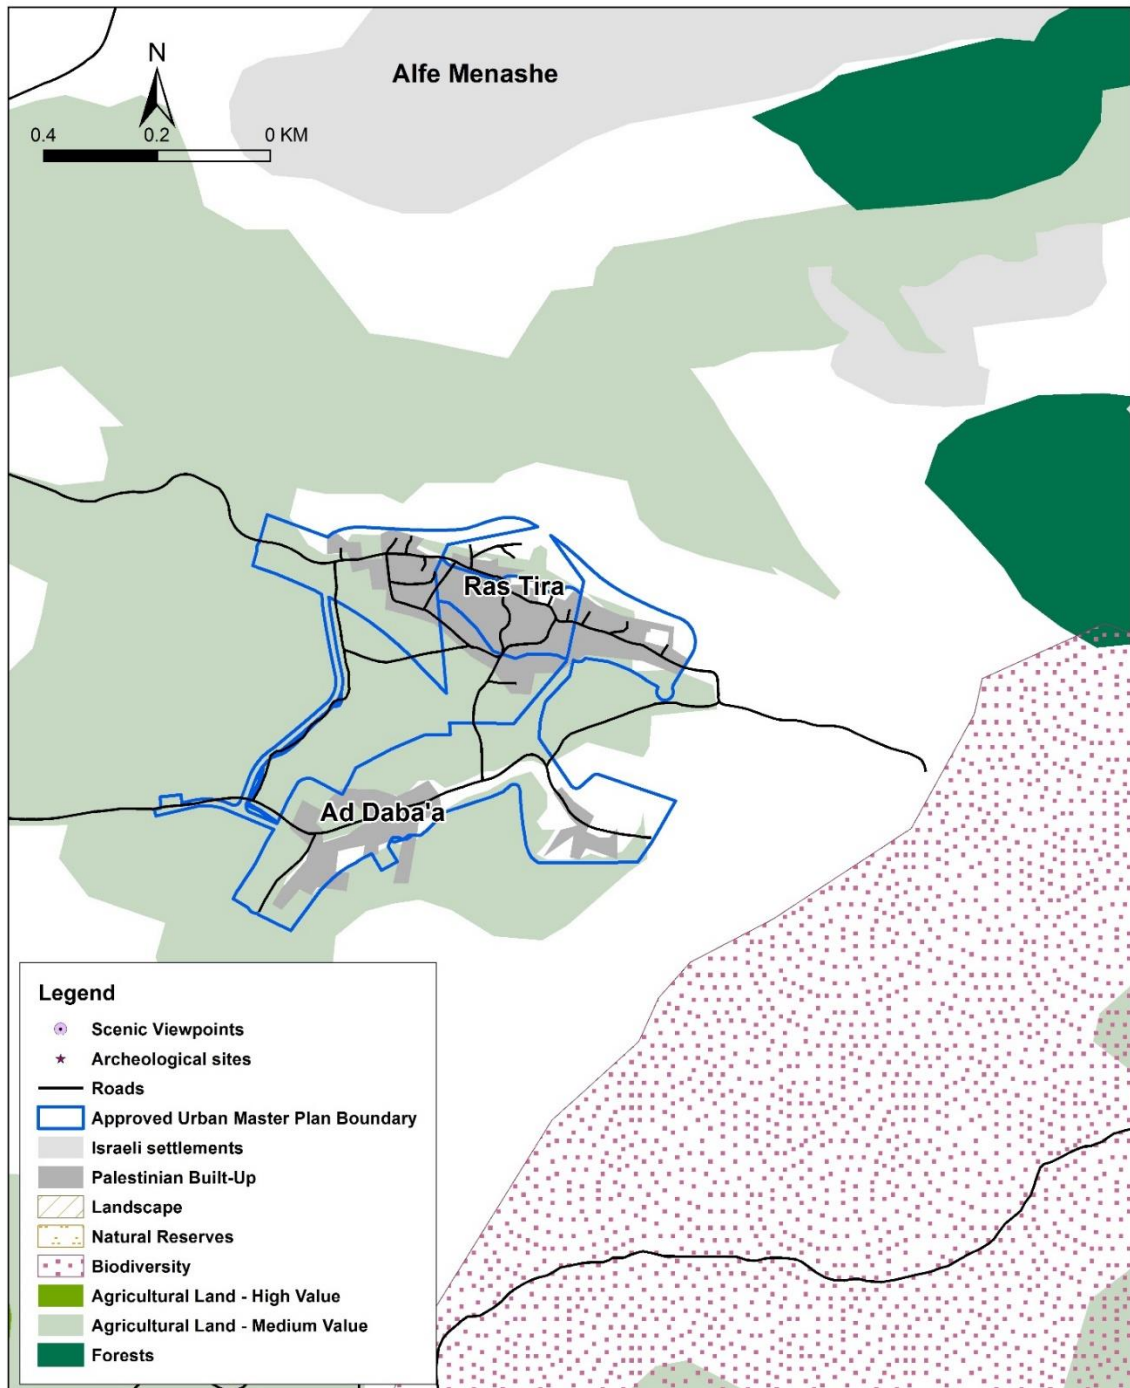 Alfe Menashe
N
0.4 0.2 0 KM
Ras Tira
Ad Daba'a
Legend
Scenic Viewpoints
Archeological sites
Roads
Approved Urban Master Plan Boundary
Israeli settlements
Palestinian Built-Up
Landscape
Natural Reserves
Biodiversity
Agricultural Land - High Value
Agricultural Land - Medium Value
Forests